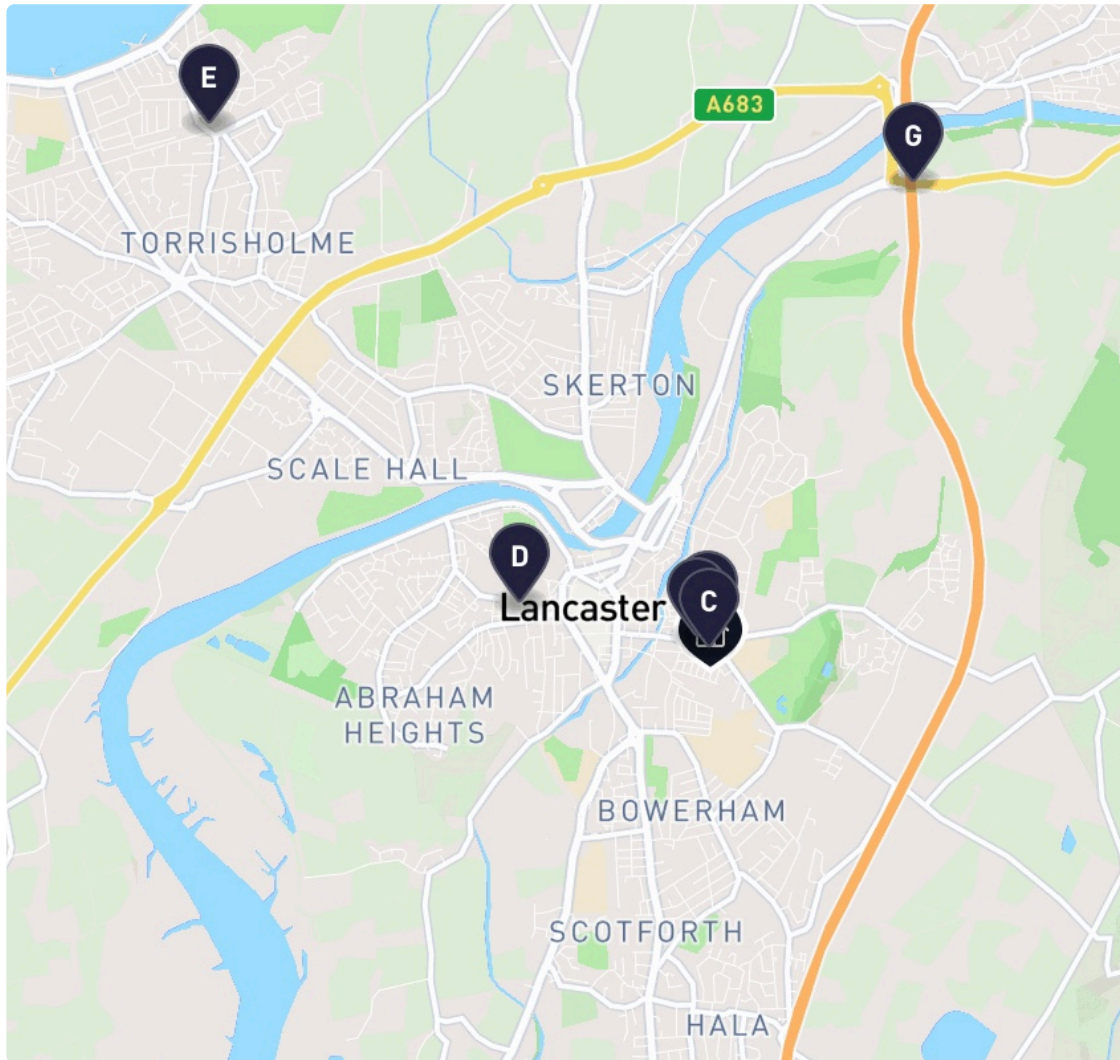 E
A683
G
TORRISHOLME
SKERTON
SCALE HALL
D
Lancaster
C
ABRAHAM
HEIGHTS
BOWERHAM
SCOTFORTH
HALA